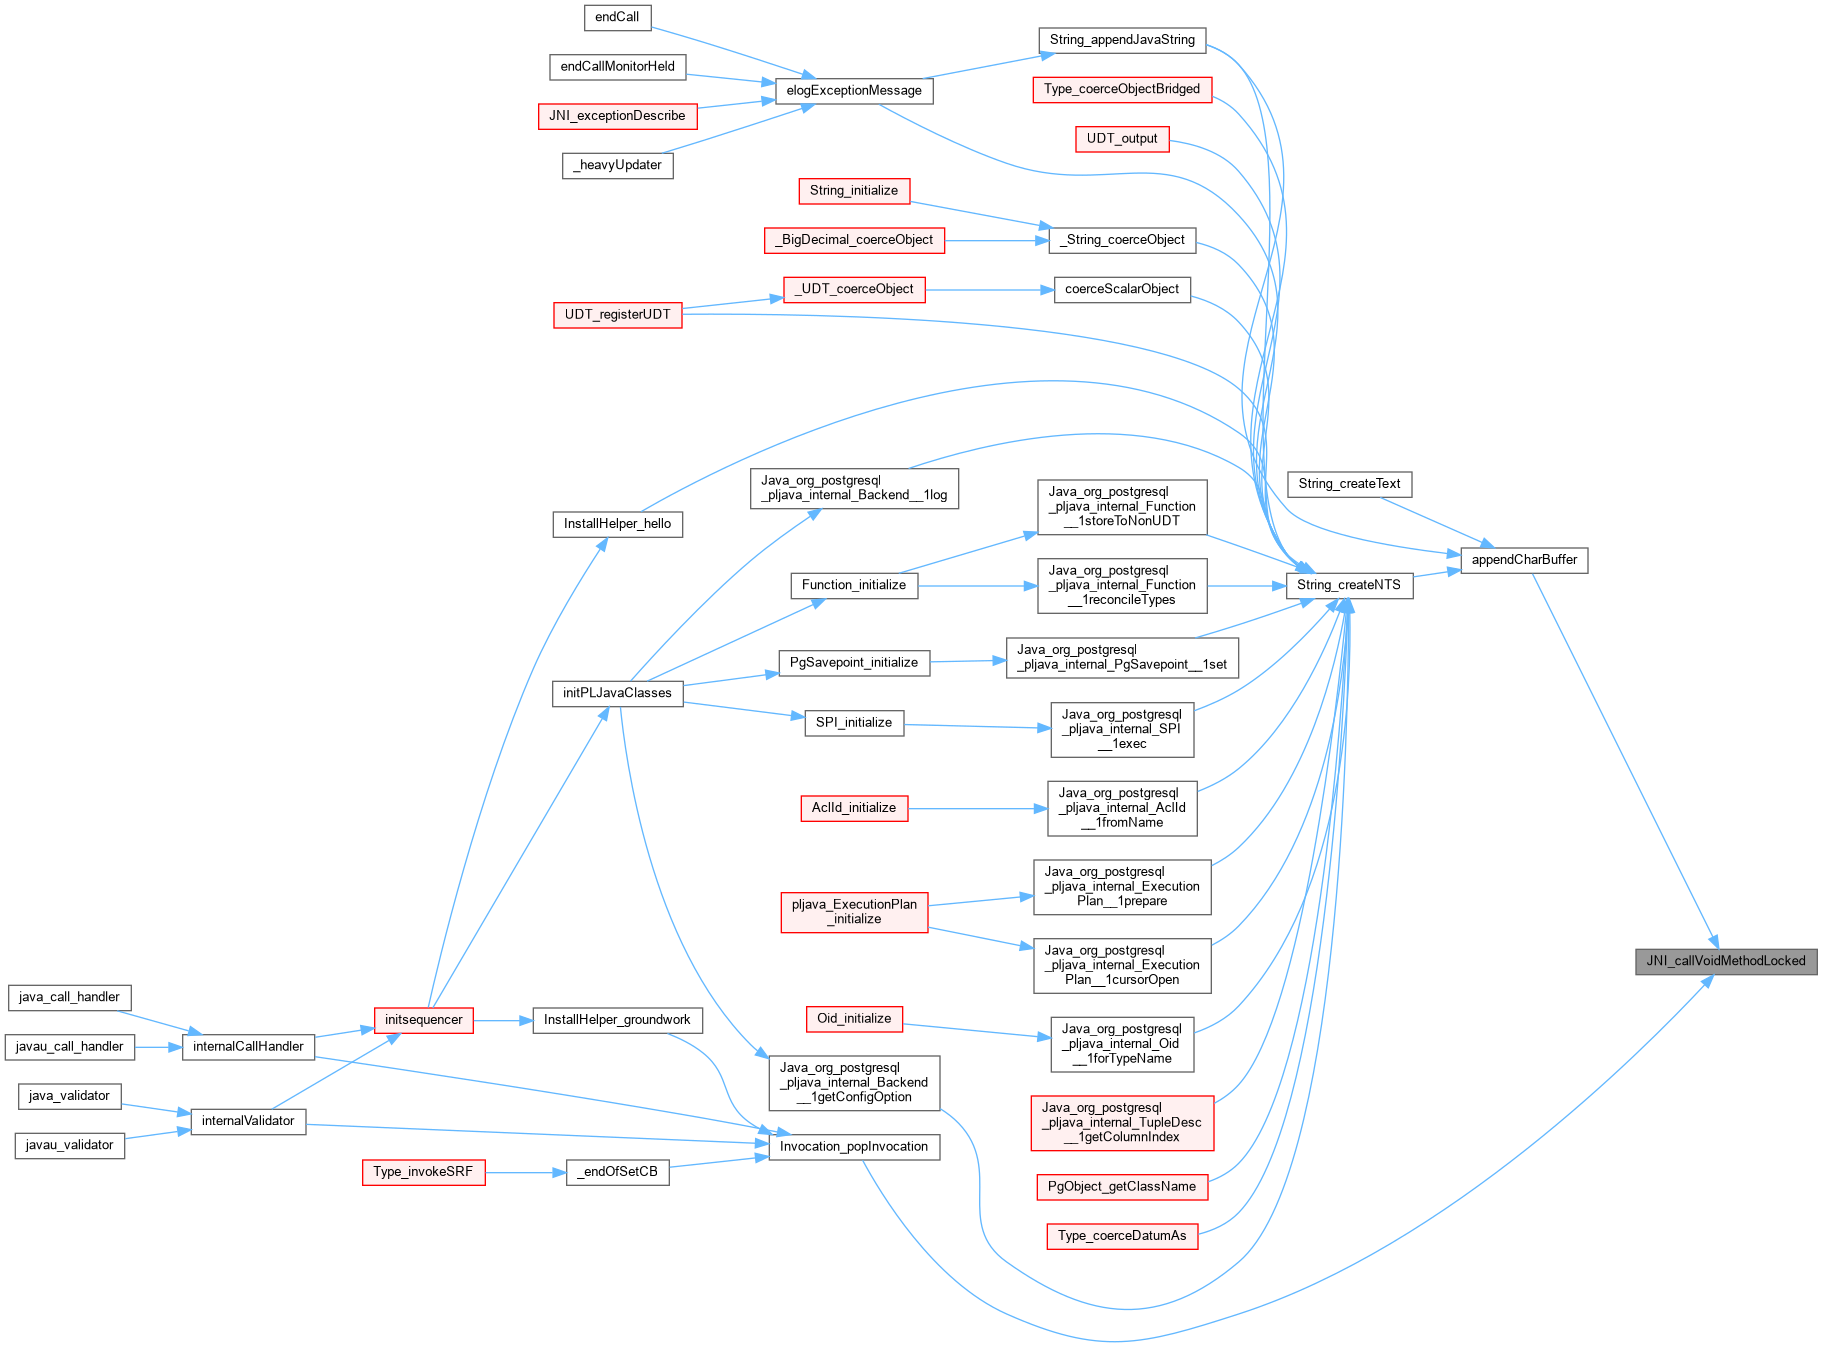 endCall
String_appendJavaString
endCallMonitorHeld
elogExceptionMessage
Type_coerceObjectBridged
JNI_exceptionDescribe
UDT_output
_heavyUpdater
String_initialize
_BigDecimal_coerceObject
_String_coerceObject
_UDT_coerceObject
coerceScalarObject
UDT_registerUDT
Java_org_postgresql
_pljava_internal_Backend__1log
String_createText
Java_org_postgresql
_pljava_internal_Function
__1storeToNonUDT
InstallHelper_hello
appendCharBuffer
Function_initialize
Java_org_postgresql
_pljava_internal_Function
__1reconcileTypes
String_createNTS
PgSavepoint_initialize
Java_org_postgresql
_pljava_internal_PgSavepoint__1set
initPLJavaClasses
SPI_initialize
Java_org_postgresql
_pljava_internal_SPI
__1exec
AclId_initialize
Java_org_postgresql
_pljava_internal_AclId
__1fromName
pljava_ExecutionPlan
_initialize
Java_org_postgresql
_pljava_internal_Execution
Plan__1prepare
Java_org_postgresql
_pljava_internal_Execution
Plan__1cursorOpen
JNI_callVoidMethodLocked
java_call_handler
initsequencer
InstallHelper_groundwork
Oid_initialize
Java_org_postgresql
_pljava_internal_Oid
__1forTypeName
javau_call_handler
internalCallHandler
Java_org_postgresql
_pljava_internal_Backend
__1getConfigOption
java_validator
internalValidator
Java_org_postgresql
_pljava_internal_TupleDesc
__1getColumnIndex
javau_validator
Invocation_popInvocation
Type_invokeSRF
_endOfSetCB
PgObject_getClassName
Type_coerceDatumAs